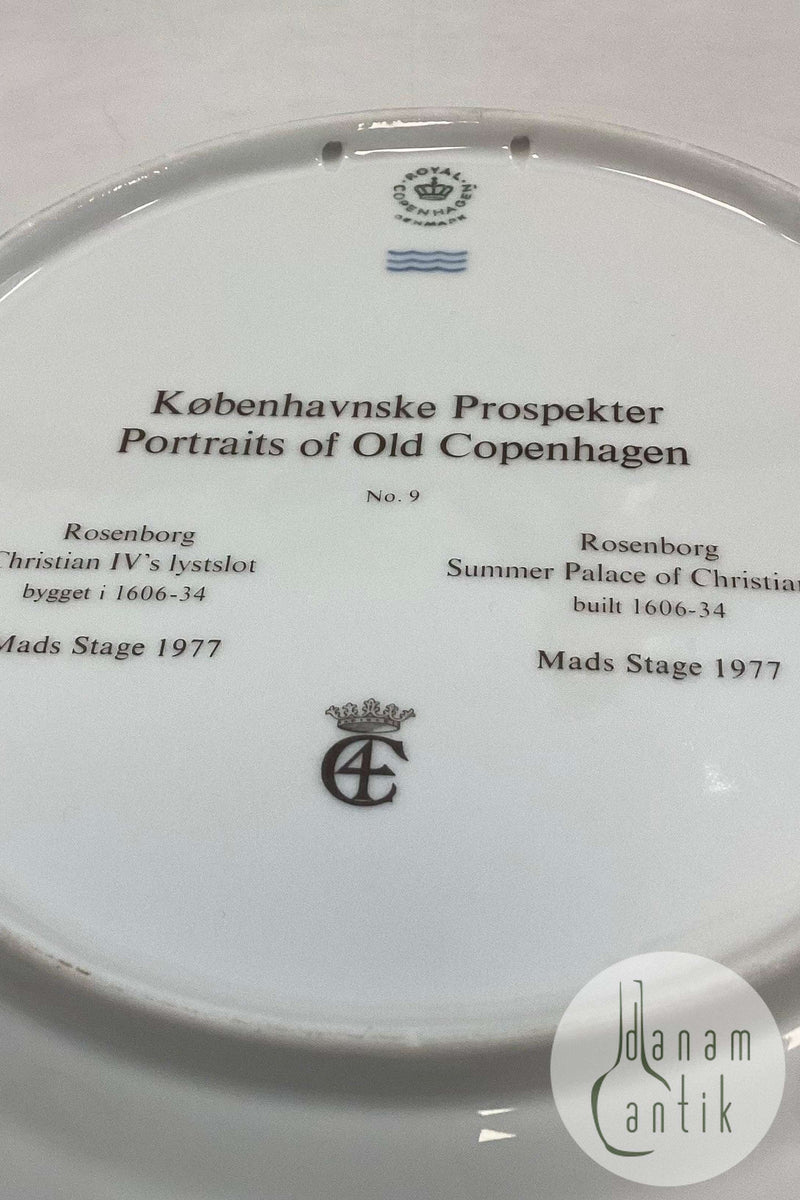 ROYAL
COPENHAGEN
DENMARK
Københavnske Prospekter
Portraits of Old Copenhagen
No. 9
Rosenborg
Christian IV's lystslot
bygget i 1606-34
Mads Stage 1977
Rosenborg
Summer Palace of Christian
built 1606-34
Mads Stage 1977
C4
danam
antik